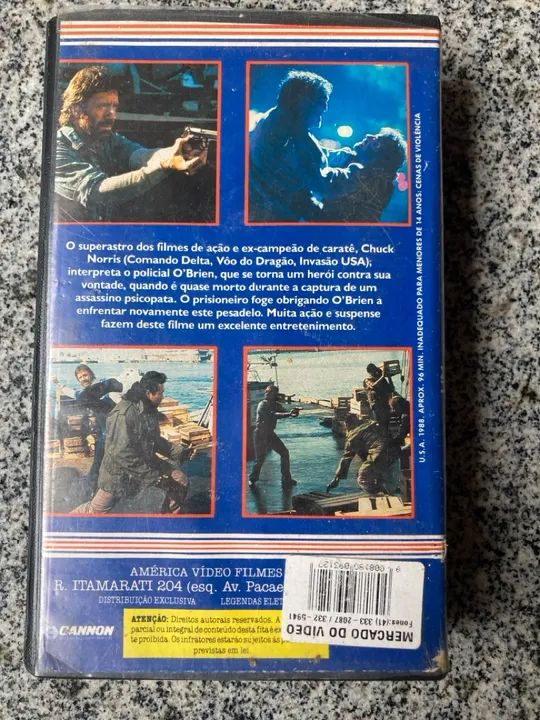 O superastro dos filmes de ação e ex-campeão de caratê, Chuck
Norris (Comando Delta, Vôo do Dragão, Invasão USA);
interpreta o policial O'Brien, que se torna um herói contra sua
vontade, quando é quase morto durante a captura de um
assassino psicopata. O prisioneiro foge obrigando O'Brien a
enfrentar novamente este pesadelo. Muita ação e suspense
fazem deste filme um excelente entretenimento.
U.S.A. 1988. APROX. 96 MIN. INADEQUADO PARA MENORES DE 14 ANOS: CENAS DE VIOLÊNCIA
AMÉRICA VÍDEO FILMES
R. ITAMARATI 204 (esq. Av. Pacae
DISTRIBUIÇÃO EXCLUSIVA LEGENDAS ELET
CANNON
ATENÇÃO: Direitos autorais reservados. A
parcial ou integral de conteúdo desta fita é ex
te proibida. Os infratores estarão sujeitos às p
previstas em lei.
MERCADO DO VIDEO
Fones:(41) 333-2087 / 332-5941